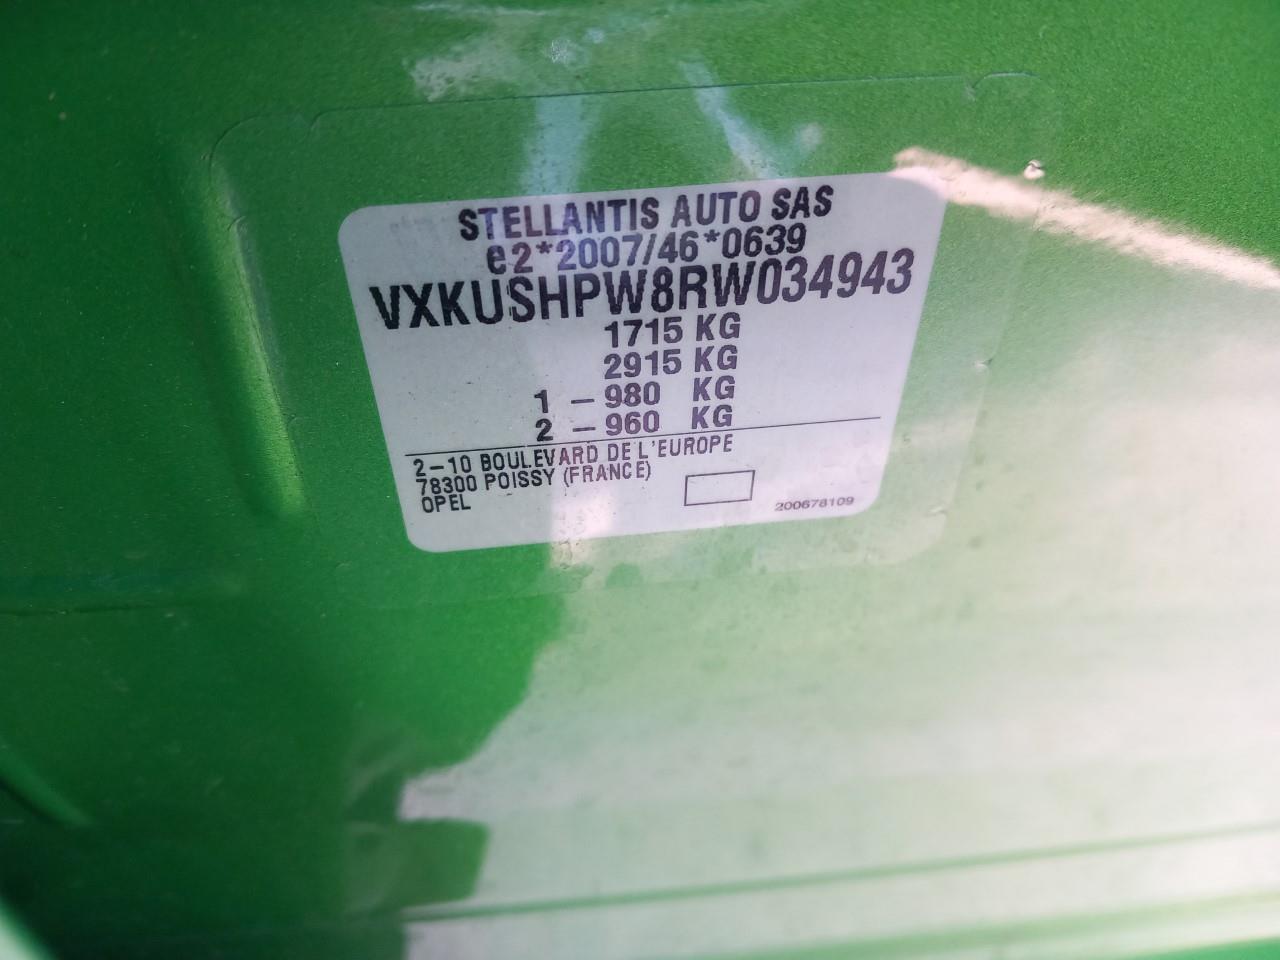 STELLANTIS AUTO SAS
e2*2007/46*0639
VXKUSHPW8RW034943
1715 KG
2915 KG
1 – 980 KG
2 – 960 KG
2–10 BOULEVARD DE L'EUROPE
78300 POISSY (FRANCE)
OPEL
200678109